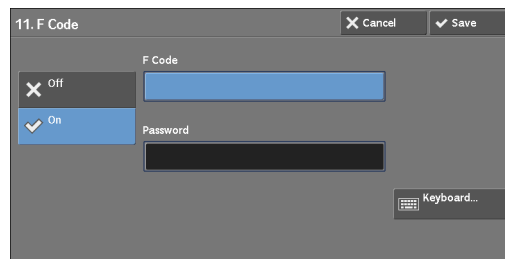 11. F Code
Cancel
Save
F Code
Off
On
Password
Keyboard...